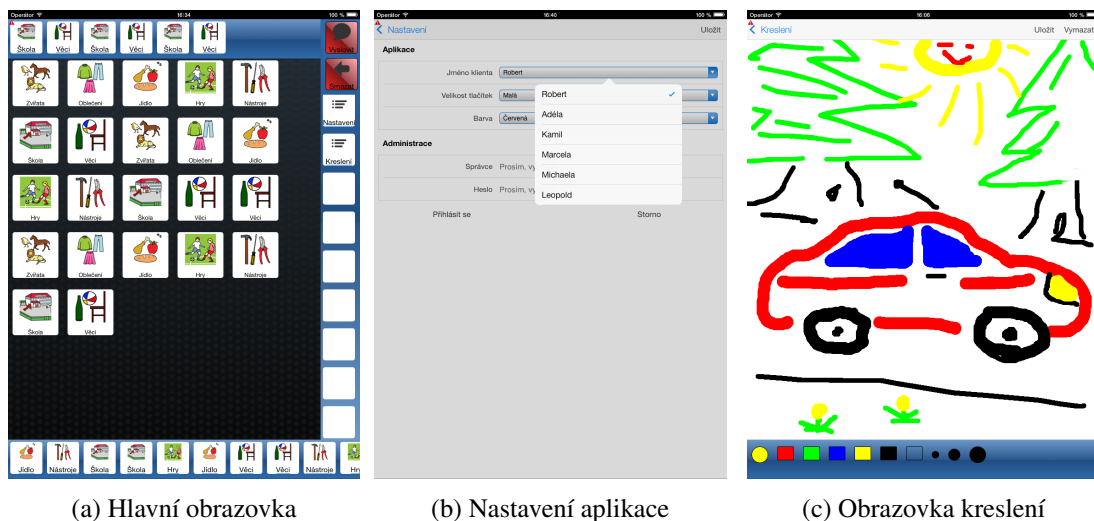 Operátor 16:34 100 %
Škola Věci Škola Věci Škola Věci Vyslovit
Smazat
Zvířata Oblečení Jídlo Hry Nástroje
Nastavení
Škola Věci Zvířata Oblečení Jídlo
Kreslení
Hry Nástroje Škola Věci Věci
Zvířata Oblečení Jídlo Hry Nástroje
Škola Věci
Jídlo Nástroje Škola Škola Hry Jídlo Věci Věci Nástroje Hry
(a) Hlavní obrazovka
Operátor 16:40 100 %
Nastavení Uložit
Aplikace
Jméno klienta Robert
Velikost tlačítek Malá
Barva Červená
Robert
Adéla
Kamil
Marcela
Michaela
Leopold
Administrace
Správce Prosím, vy
Heslo Prosím, vy
Přihlásit se Storno
(b) Nastavení aplikace
Operátor 16:06 100 %
Kreslení Uložit Vymazat
(c) Obrazovka kreslení